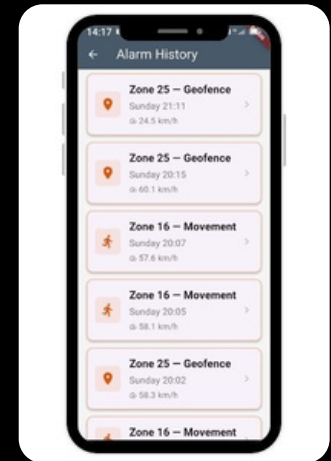 14:17
← Alarm History
Zone 25 — Geofence
Sunday 21:11
24.5 km/h
Zone 25 — Geofence
Sunday 20:15
60.1 km/h
Zone 16 — Movement
Sunday 20:07
57.6 km/h
Zone 16 — Movement
Sunday 20:05
58.1 km/h
Zone 25 — Geofence
Sunday 20:02
58.3 km/h
Zone 16 — Movement